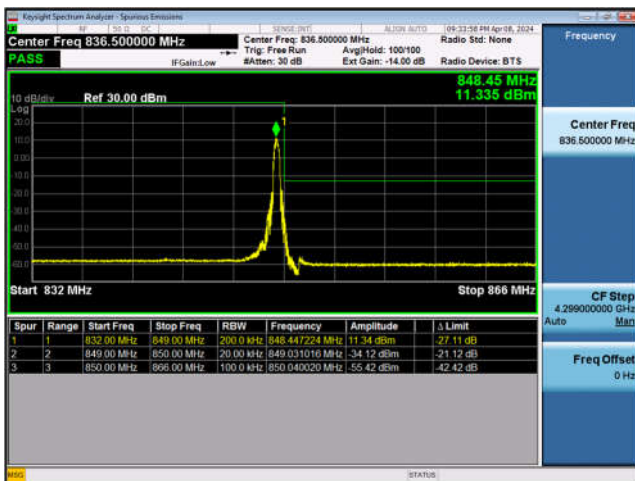 Keysight Spectrum Analyzer - Spurious Emissions
RF 50 Ω DC SENSE:INT ALIGN AUTO 09:33:58 PM Apr 08, 2024
Center Freq 836.500000 MHz
Center Freq: 836.500000 MHz
Radio Std: None
Trig: Free Run Avg|Hold: 100/100
PASS
IFGain:Low
#Atten: 30 dB Ext Gain: -14.00 dB Radio Device: BTS
848.45 MHz
11.335 dBm
10 dB/div Ref 30.00 dBm
Log
20.0
10.0
0.00
-10.0
-20.0
-30.0
-40.0
-50.0
-60.0
1
Start 832 MHz Stop 866 MHz
Spur Range Start Freq Stop Freq RBW Frequency Amplitude Δ Limit
1 1 832.00 MHz 849.00 MHz 200.0 kHz 848.447224 MHz 11.34 dBm -27.11 dB
2 2 849.00 MHz 850.00 MHz 20.00 kHz 849.031016 MHz -34.12 dBm -21.12 dB
3 3 850.00 MHz 866.00 MHz 100.0 kHz 850.040020 MHz -55.42 dBm -42.42 dB
Frequency
Center Freq
836.500000 MHz
CF Step
4.299000000 GHz
Auto Man
Freq Offset
0 Hz
MSG STATUS